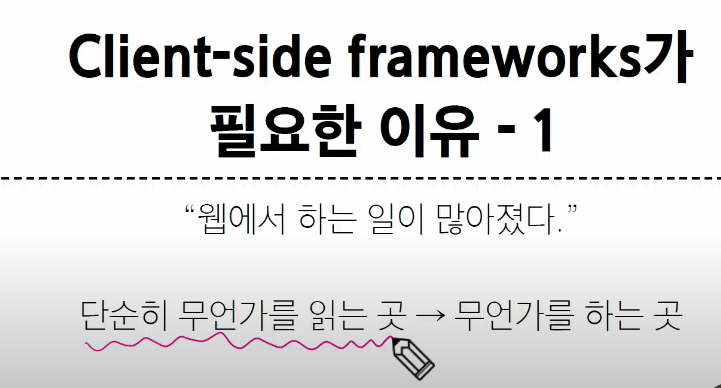 Client-side frameworks가
필요한 이유 - 1
“웹에서 하는 일이 많아졌다.”
단순히 무언가를 읽는 곳 → 무언가를 하는 곳